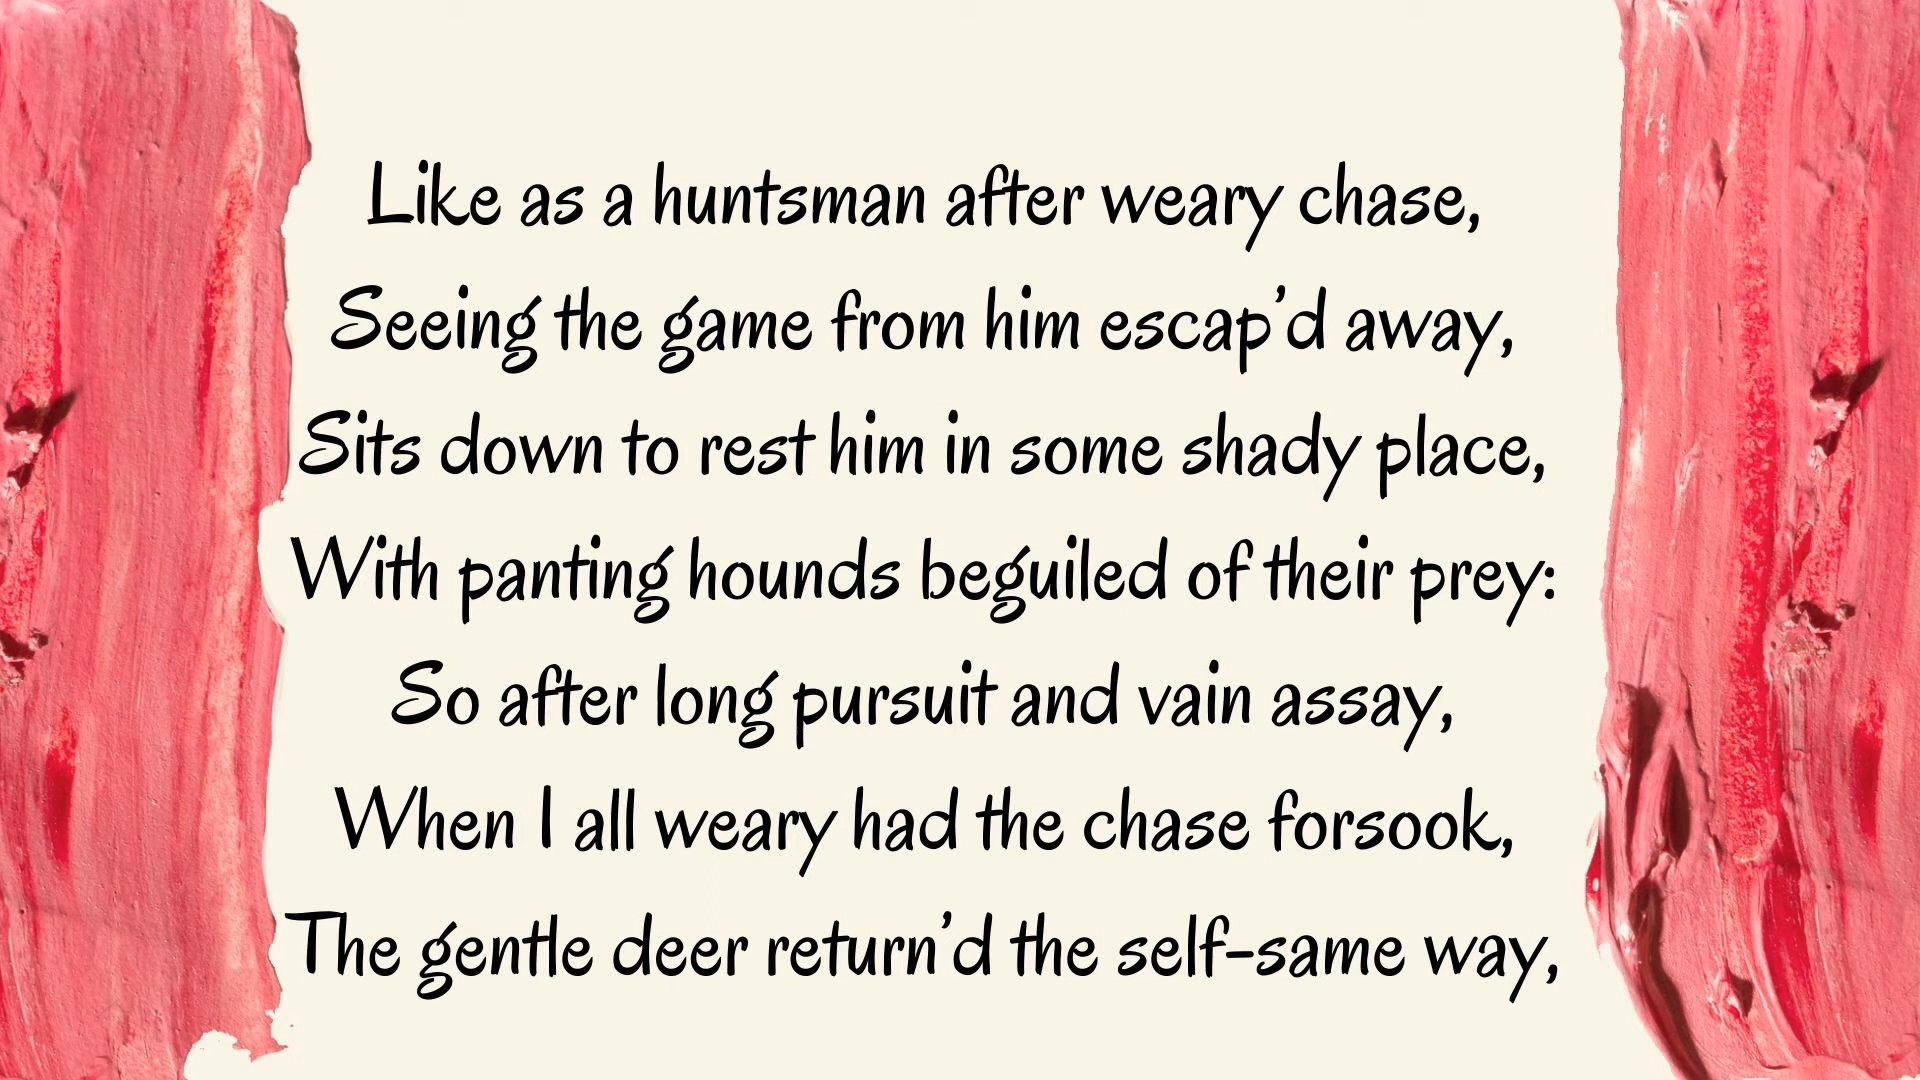 Like as a huntsman after weary chase,
Seeing the game from him escap’d away,
Sits down to rest him in some shady place,
With panting hounds beguiled of their prey:
So after long pursuit and vain assay,
When I all weary had the chase forsook,
The gentle deer return’d the self-same way,